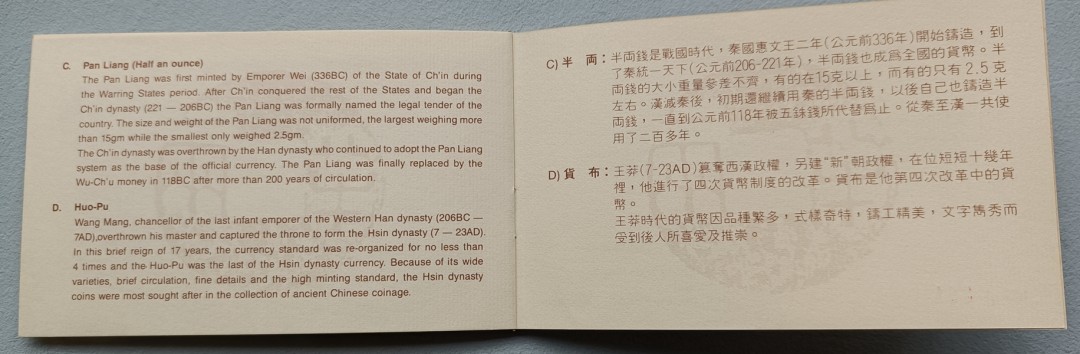 C. Pan Liang (Half an ounce)
The Pan Liang was first minted by Emporer Wei (336BC) of the State of Ch'in during
the Warring States period. After Ch'in conquered the rest of the States and began the
Ch'in dynasty (221 — 206BC) the Pan Liang was formally named the legal tender of the
country. The size and weight of the Pan Liang was not uniformed, the largest weighing more
than 15gm while the smallest only weighed 2.5gm.
The Ch'in dynasty was overthrown by the Han dynasty who continued to adopt the Pan Liang
system as the base of the official currency. The Pan Liang was finally replaced by the
Wu-Ch'u money in 118BC after more than 200 years of circulation.
D. Huo-Pu
Wang Mang, chancellor of the last infant emporer of the Western Han dynasty (206BC —
7AD),overthrown his master and captured the throne to form the Hsin dynasty (7 — 23AD).
In this brief reign of 17 years, the currency standard was re-organized for no less than
4 times and the Huo-Pu was the last of the Hsin dynasty currency. Because of its wide
varieties, brief circulation, fine details and the high minting standard, the Hsin dynasty
coins were most sought after in the collection of ancient Chinese coinage.
C) 半 両：半両錢是戰國時代，秦國惠文王二年(公元前336年)開始鑄造，到
了秦統一天下(公元前206-221年)，半両錢也成爲全國的貨幣。半
両錢的大小重量參差不齊，有的在15克以上，而有的只有2.5克
左右。漢滅秦後，初期還繼續用秦的半両錢，以後自己也鑄造半
両錢，一直到公元前118年被五銖錢所代替爲止。從秦至漢一共使
用了二百多年。
D) 貨 布：王莽(7-23AD)篡奪西漢政權，另建“新”朝政權，在位短短十幾年
裡，他進行了四次貨幣制度的改革。貨布是他第四次改革中的貨
幣。
王莽時代的貨幣因品種繁多，式樣奇特，鑄工精美，文字雋秀而
受到後人所喜愛及推崇。